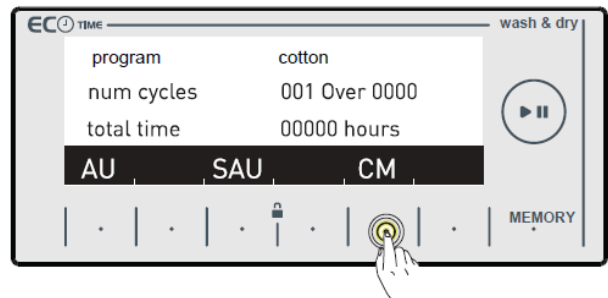 ECO TIME wash & dry
program cotton
num cycles 001 Over 0000
total time 00000 hours
AU SAU CM
MEMORY